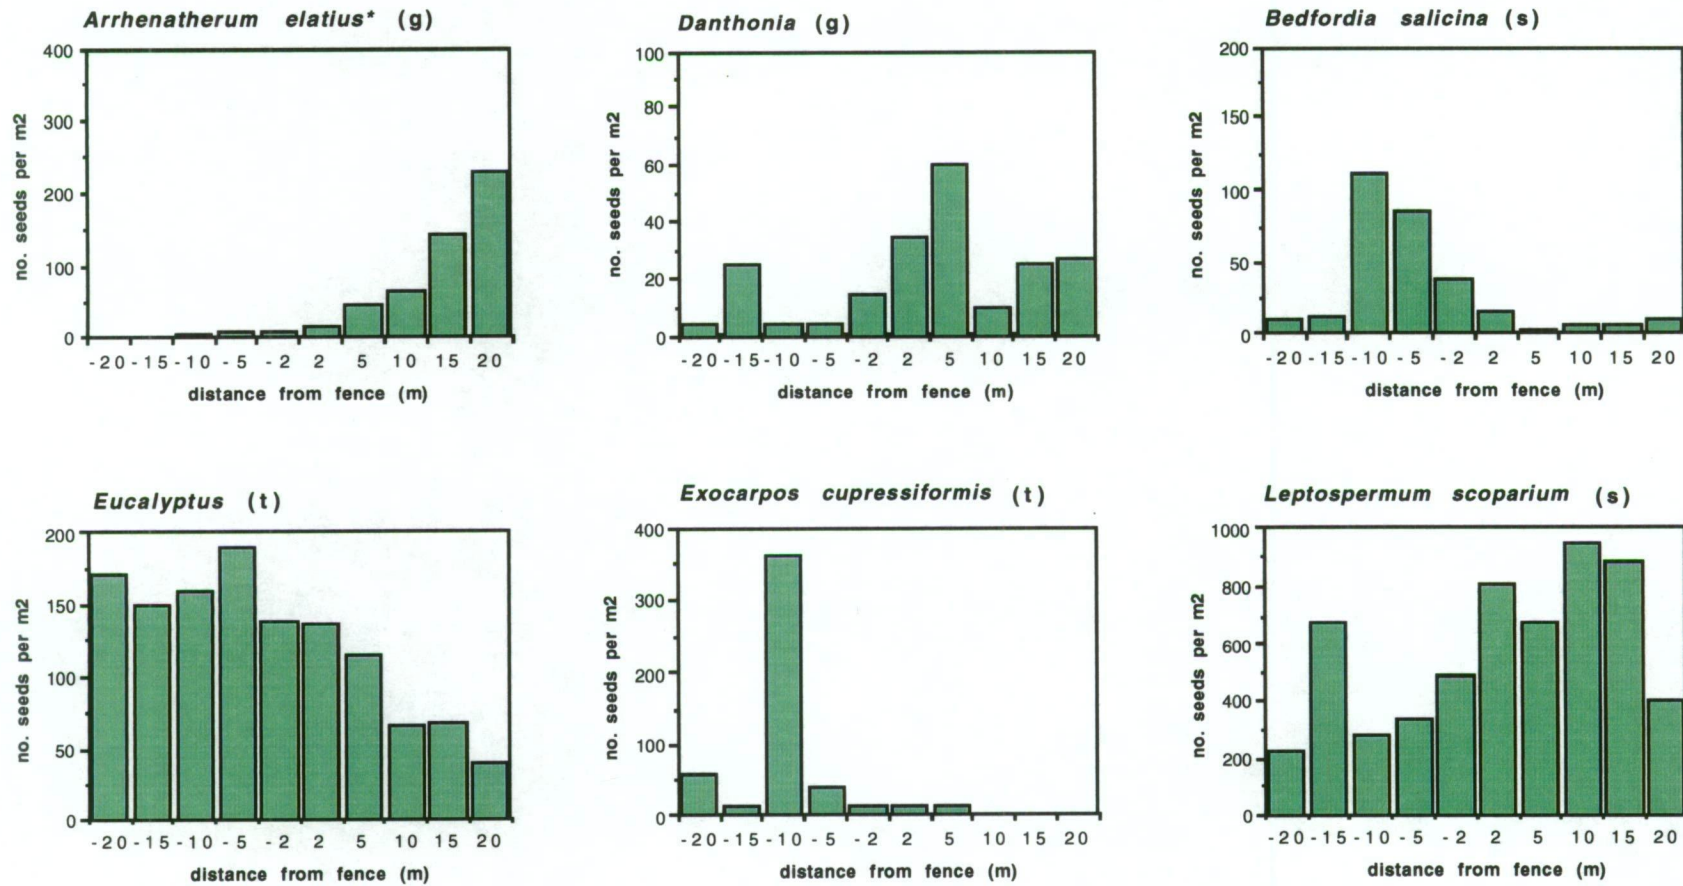 Arrhenatherum elatius* (g)
400
300
200
100
0
no. seeds per m2
-20 -15 -10 -5 -2 2 5 10 15 20
distance from fence (m)
Danthonia (g)
100
80
60
40
20
0
no. seeds per m2
-20 -15 -10 -5 -2 2 5 10 15 20
distance from fence (m)
Bedfordia salicina (s)
200
150
100
50
0
no. seeds per m2
-20 -15 -10 -5 -2 2 5 10 15 20
distance from fence (m)
Eucalyptus (t)
200
150
100
50
0
no. seeds per m2
-20 -15 -10 -5 -2 2 5 10 15 20
distance from fence (m)
Exocarpos cupressiformis (t)
400
300
200
100
0
no. seeds per m2
-20 -15 -10 -5 -2 2 5 10 15 20
distance from fence (m)
Leptospermum scoparium (s)
1000
800
600
400
200
0
no. seeds per m2
-20 -15 -10 -5 -2 2 5 10 15 20
distance from fence (m)